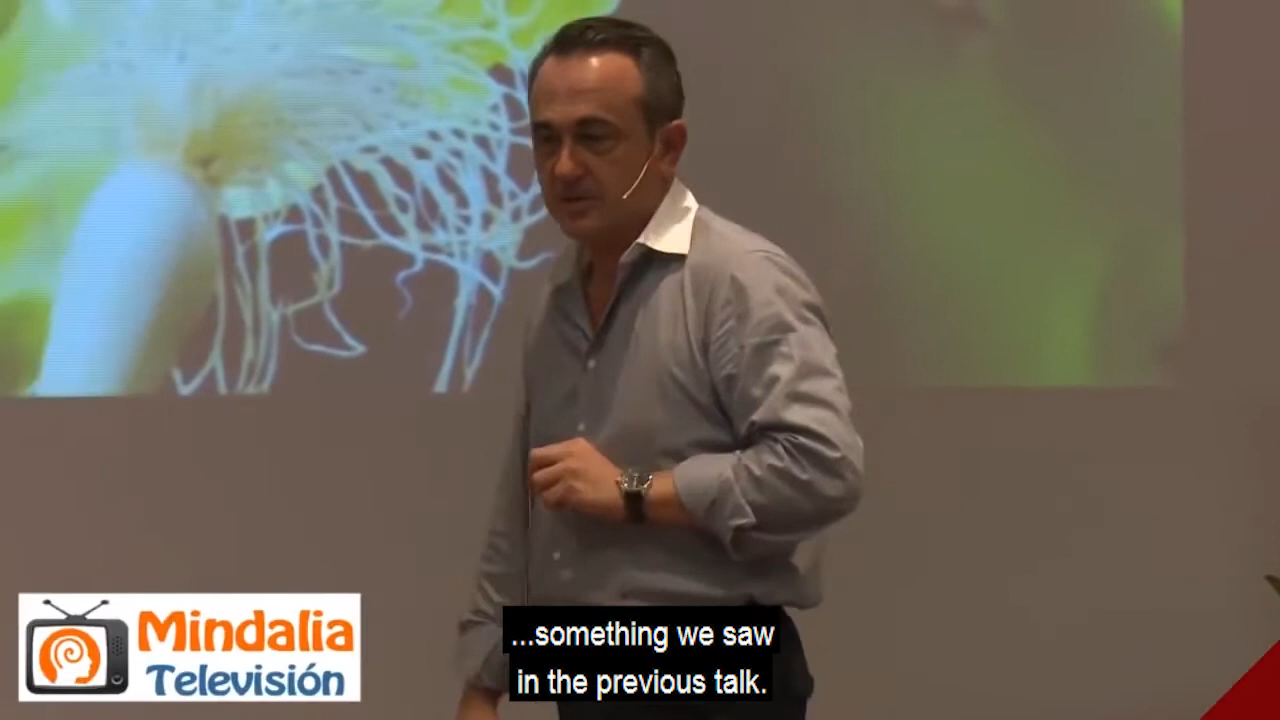 Mindalia
Televisión
...something we saw
in the previous talk.